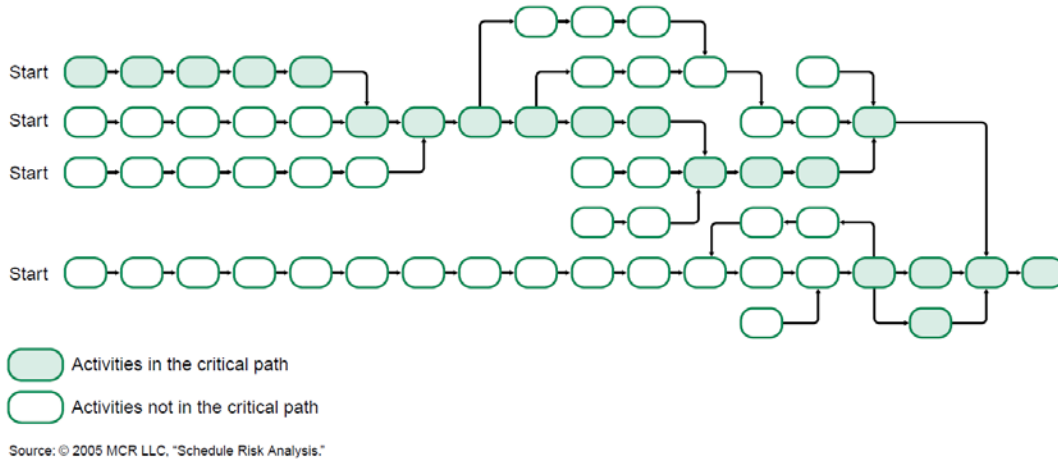 Start
Start
Start
Start
Activities in the critical path
Activities not in the critical path
Source: © 2005 MCR LLC, “Schedule Risk Analysis.”